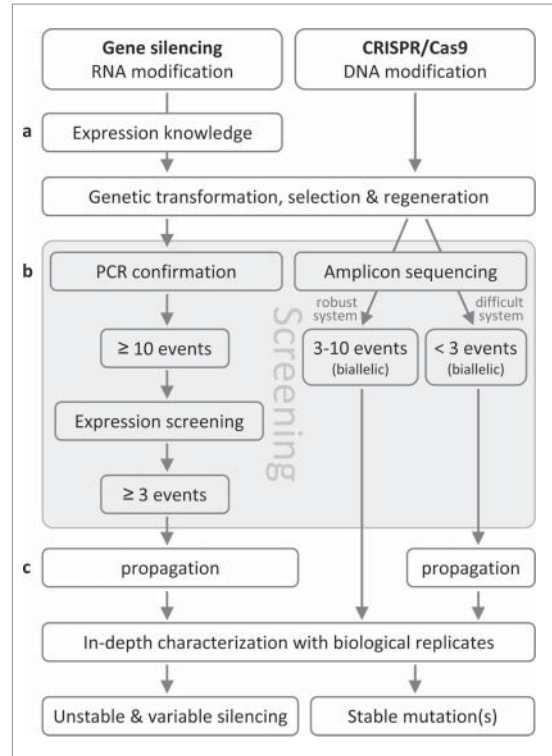 Gene silencing
RNA modification
CRISPR/Cas9
DNA modification
a
Expression knowledge
Genetic transformation, selection & regeneration
b
PCR confirmation
Amplicon sequencing
robust
system
difficult
system
≥ 10 events
3-10 events
(biallelic)
< 3 events
(biallelic)
Expression screening
≥ 3 events
Screening
c
propagation
propagation
In-depth characterization with biological replicates
Unstable & variable silencing
Stable mutation(s)